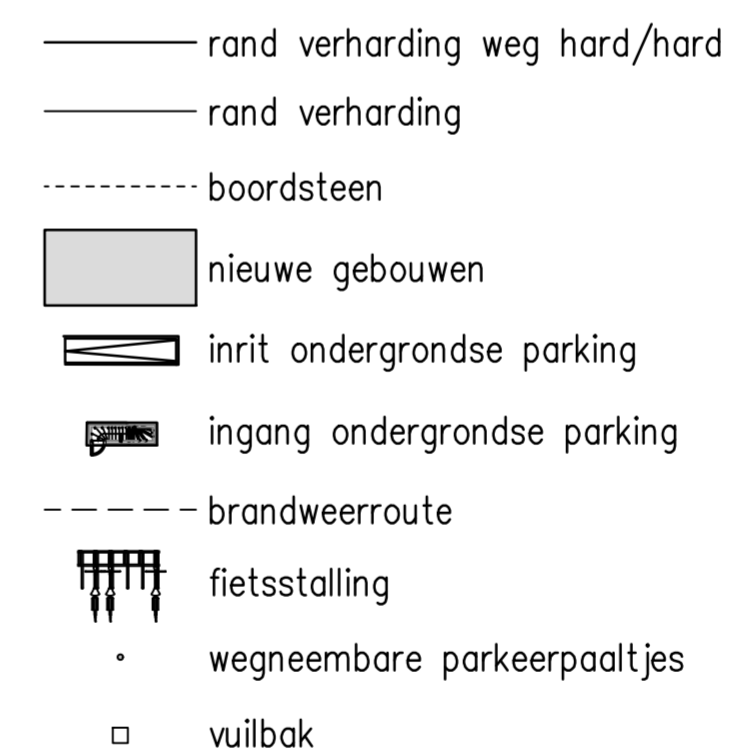 rand verharding weg hard/hard
rand verharding
boordsteen
nieuwe gebouwen
inrit ondergrondse parking
ingang ondergrondse parking
brandweerroute
fietsstalling
wegneembare parkeerpaaltjes
vuilbak